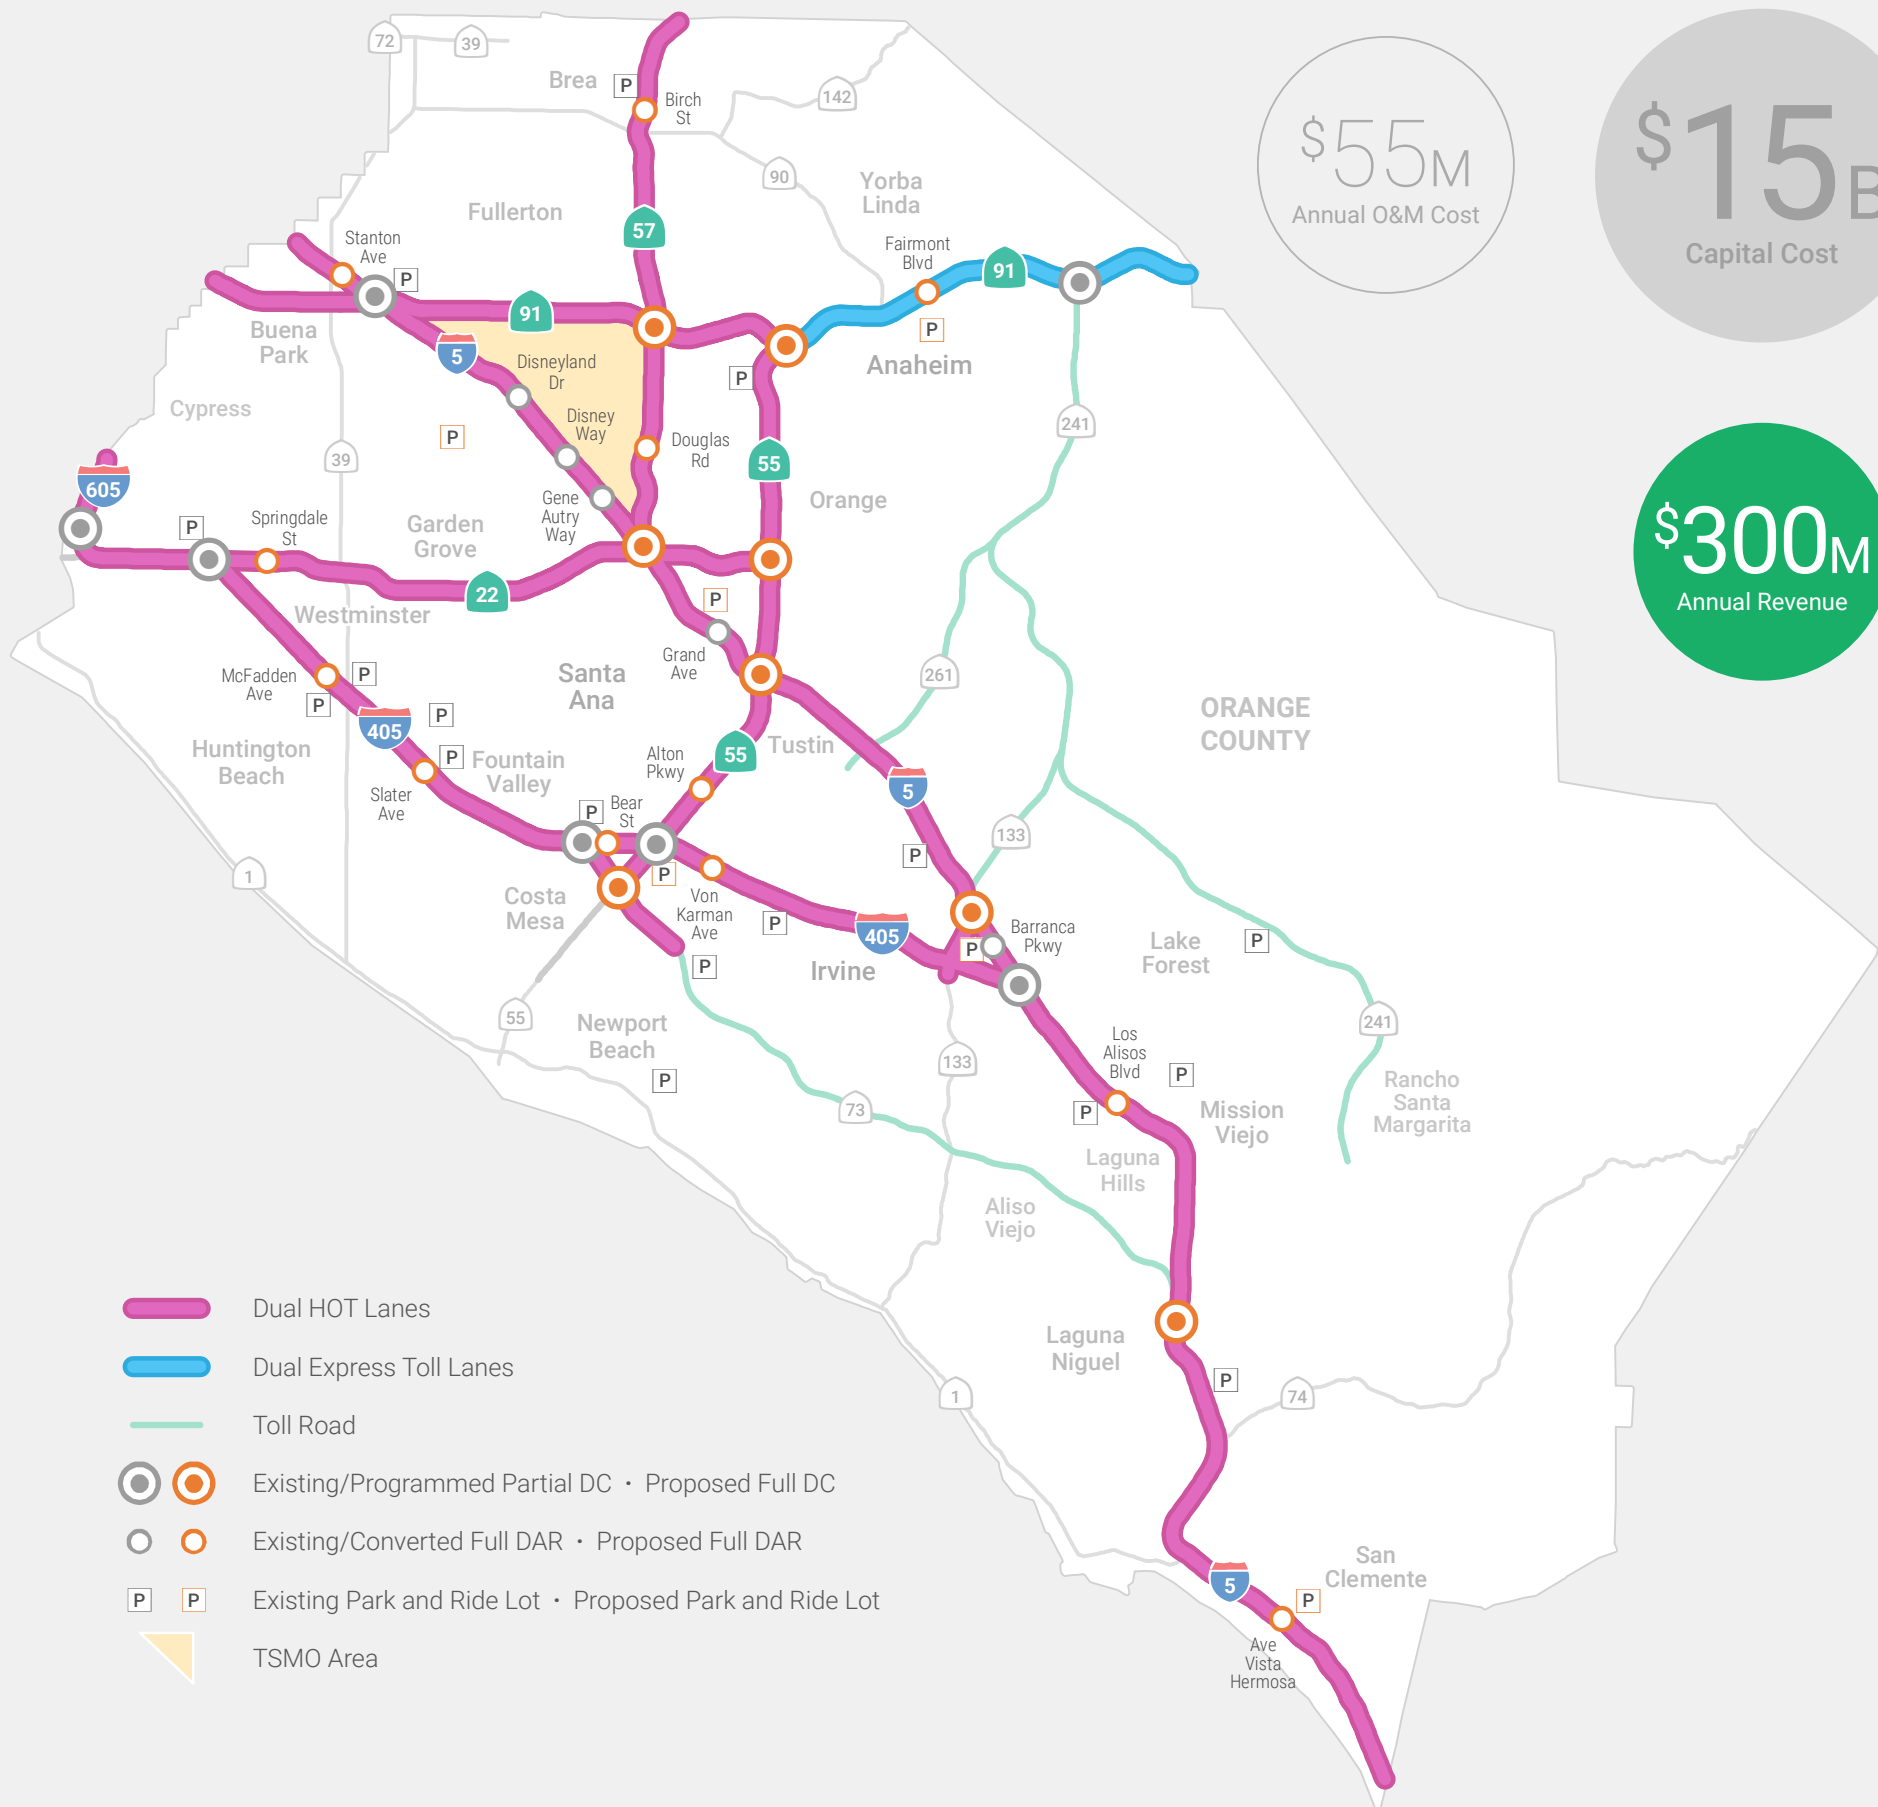 72
39
Brea
P
Birch
St
142
90
Yorba
Linda
$55M
Annual O&M Cost
$15B
Capital Cost
Fullerton
57
Stanton
Ave
P
Fairmont
Blvd
91
91
P
Buena
Park
5
Disneyland
Dr
P
Anaheim
Cypress
Disney
Way
241
P
39
Douglas
Rd
55
605
Orange
Gene
Autry
Way
P
Springdale
St
Garden
Grove
$300M
Annual Revenue
22
P
Westminster
McFadden
Ave
P
P
Santa
Ana
Grand
Ave
261
ORANGE
COUNTY
405
P
Huntington
Beach
P
Fountain
Valley
Alton
Pkwy
55
Tustin
5
Slater
Ave
P
Bear
St
133
P
1
P
Costa
Mesa
Von
Karman
Ave
P
405
Barranca
Pkwy
P
Lake
Forest
P
P
Irvine
55
Newport
Beach
241
133
Los
Alisos
Blvd
P
P
P
73
Mission
Viejo
Rancho
Santa
Margarita
Laguna
Hills
Aliso
Viejo
Laguna
Niguel
P
1
74
San
Clemente
5
P
Ave
Vista
Hermosa
Dual HOT Lanes
Dual Express Toll Lanes
Toll Road
Existing/Programmed Partial DC • Proposed Full DC
Existing/Converted Full DAR • Proposed Full DAR
P P Existing Park and Ride Lot • Proposed Park and Ride Lot
TSMO Area